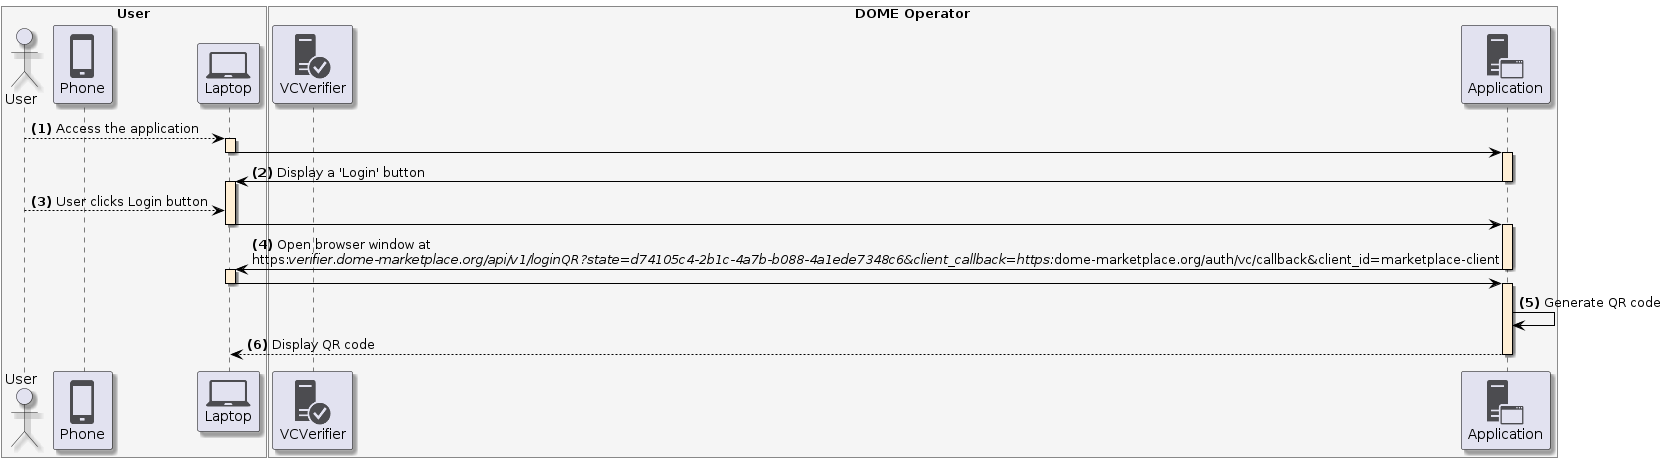 User
DOME Operator
User
Phone
Laptop
VCVerifier
Application
(1) Access the application
(2) Display a 'Login' button
(3) User clicks Login button
(4) Open browser window at
https:verifier.dome-marketplace.org/api/v1/loginQR?state=d74105c4-2b1c-4a7b-b088-4a1ede7348c6&client_callback=https:dome-marketplace.org/auth/vc/callback&client_id=marketplace-client
(5) Generate QR code
(6) Display QR code
User
Phone
Laptop
VCVerifier
Application